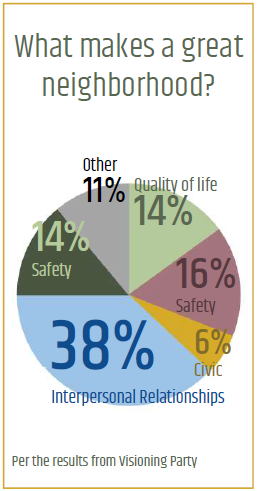 What makes a great
neighborhood?
Other
11%
Quality of life
14%
14%
Safety
16%
Safety
6%
Civic
38%
Interpersonal Relationships
Per the results from Visioning Party